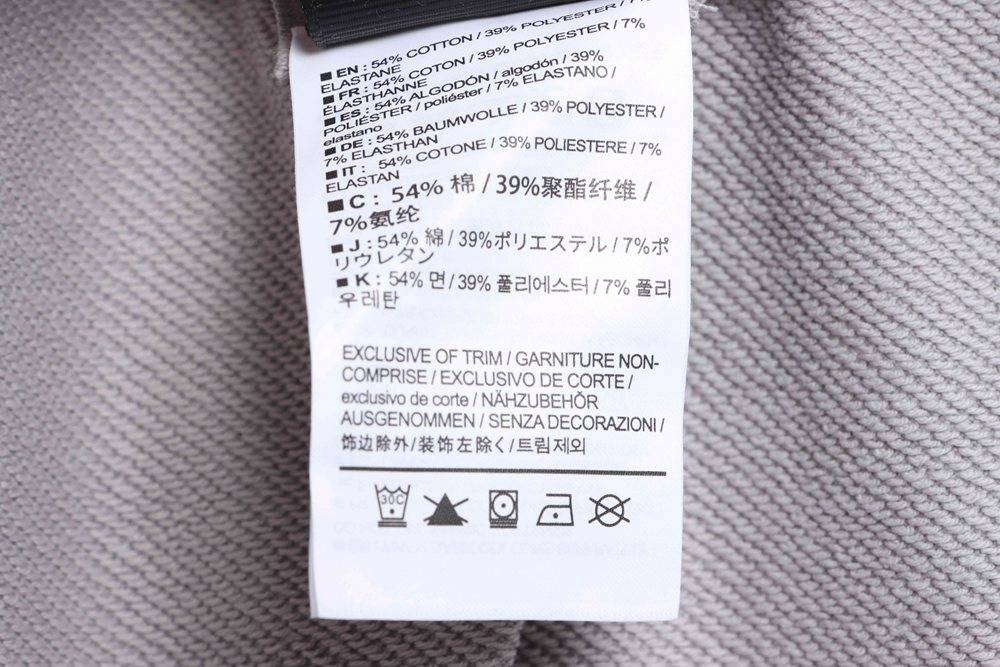 ■ EN : 54% COTTON / 39% POLYESTER / 7%
ELASTANE
■ FR : 54% COTON / 39% POLYESTER / 7%
ÉLASTHANNE
■ ES : 54% ALGODÓN / algodón / 39%
POLIÉSTER / poliéster / 7% ELASTANO /
elastano
■ DE : 54% BAUMWOLLE / 39% POLYESTER /
7% ELASTHAN
■ IT : 54% COTONE / 39% POLIESTERE / 7%
ELASTAN
■ C : 54% 棉 / 39%聚酯纤维 /
7%氨纶
■ J : 54% 綿 / 39%ポリエステル / 7%ポ
リウレタン
■ K : 54% 면 / 39% 폴리에스터 / 7% 폴리
우레탄
EXCLUSIVE OF TRIM / GARNITURE NON-
COMPRISE / EXCLUSIVO DE CORTE /
exclusivo de corte / NÄHZUBEHÖR
AUSGENOMMEN / SENZA DECORAZIONI /
饰边除外/装饰左除く/트림제외
30C